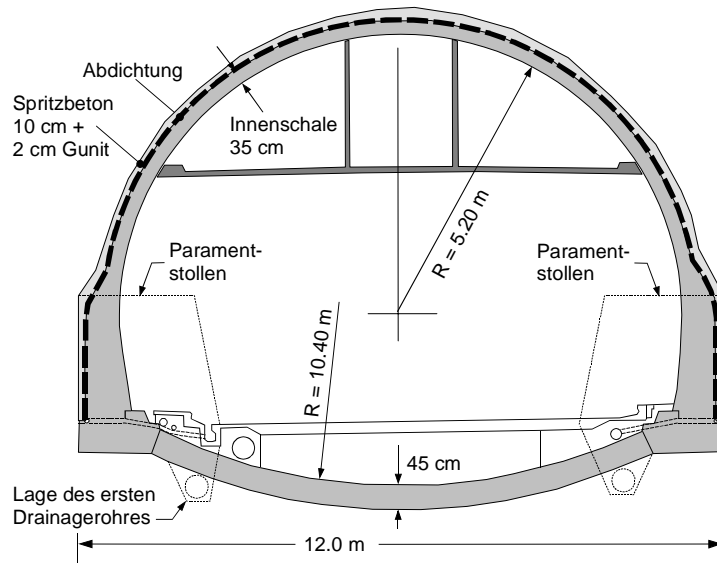 Abdichtung
Spritzbeton
10 cm +
2 cm Gunit
Innenschale
35 cm
R = 5.20 m
Parament-
stollen
Parament-
stollen
R = 10.40 m
45 cm
Lage des ersten
Drainagerohres
12.0 m